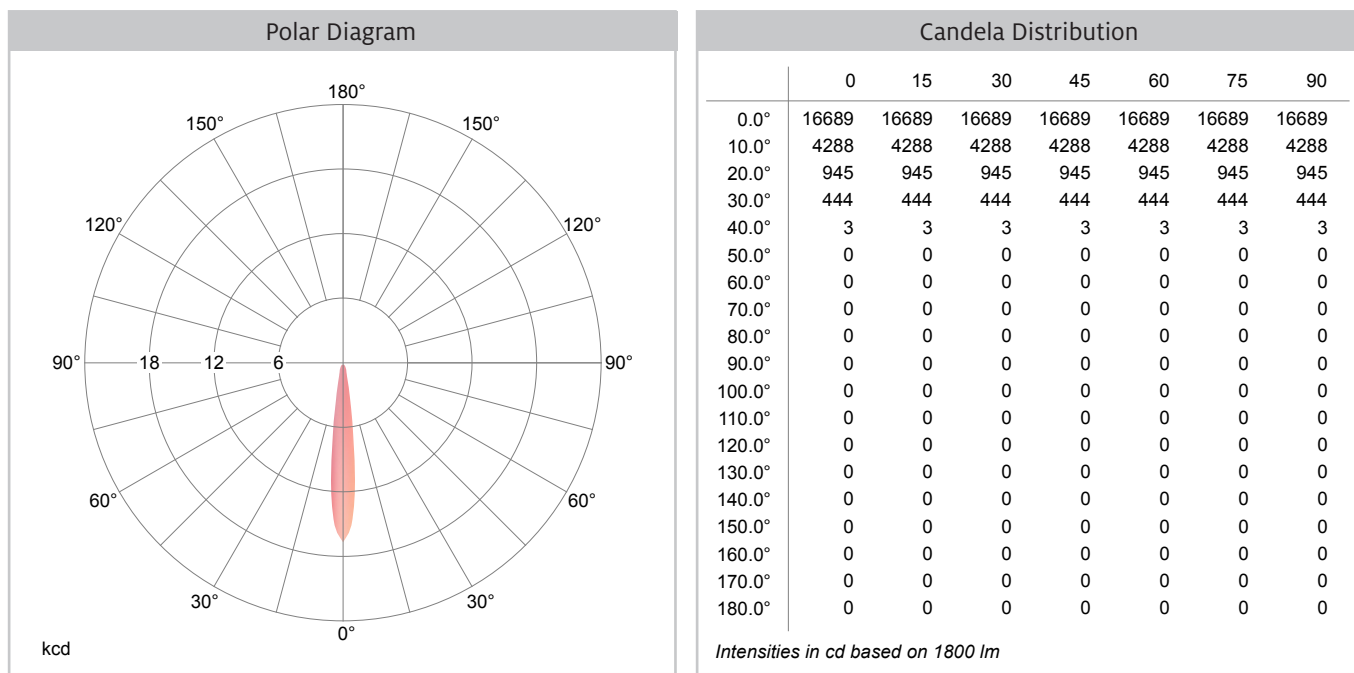 Polar Diagram
180°
150° 150°
120° 120°
90° 18 12 6 90°
60° 60°
30° 30°
0°
kcd
Candela Distribution
0 15 30 45 60 75 90
0.0° 16689 16689 16689 16689 16689 16689 16689
10.0° 4288 4288 4288 4288 4288 4288 4288
20.0° 945 945 945 945 945 945 945
30.0° 444 444 444 444 444 444 444
40.0° 3 3 3 3 3 3 3
50.0° 0 0 0 0 0 0 0
60.0° 0 0 0 0 0 0 0
70.0° 0 0 0 0 0 0 0
80.0° 0 0 0 0 0 0 0
90.0° 0 0 0 0 0 0 0
100.0° 0 0 0 0 0 0 0
110.0° 0 0 0 0 0 0 0
120.0° 0 0 0 0 0 0 0
130.0° 0 0 0 0 0 0 0
140.0° 0 0 0 0 0 0 0
150.0° 0 0 0 0 0 0 0
160.0° 0 0 0 0 0 0 0
170.0° 0 0 0 0 0 0 0
180.0° 0 0 0 0 0 0 0
Intensities in cd based on 1800 lm